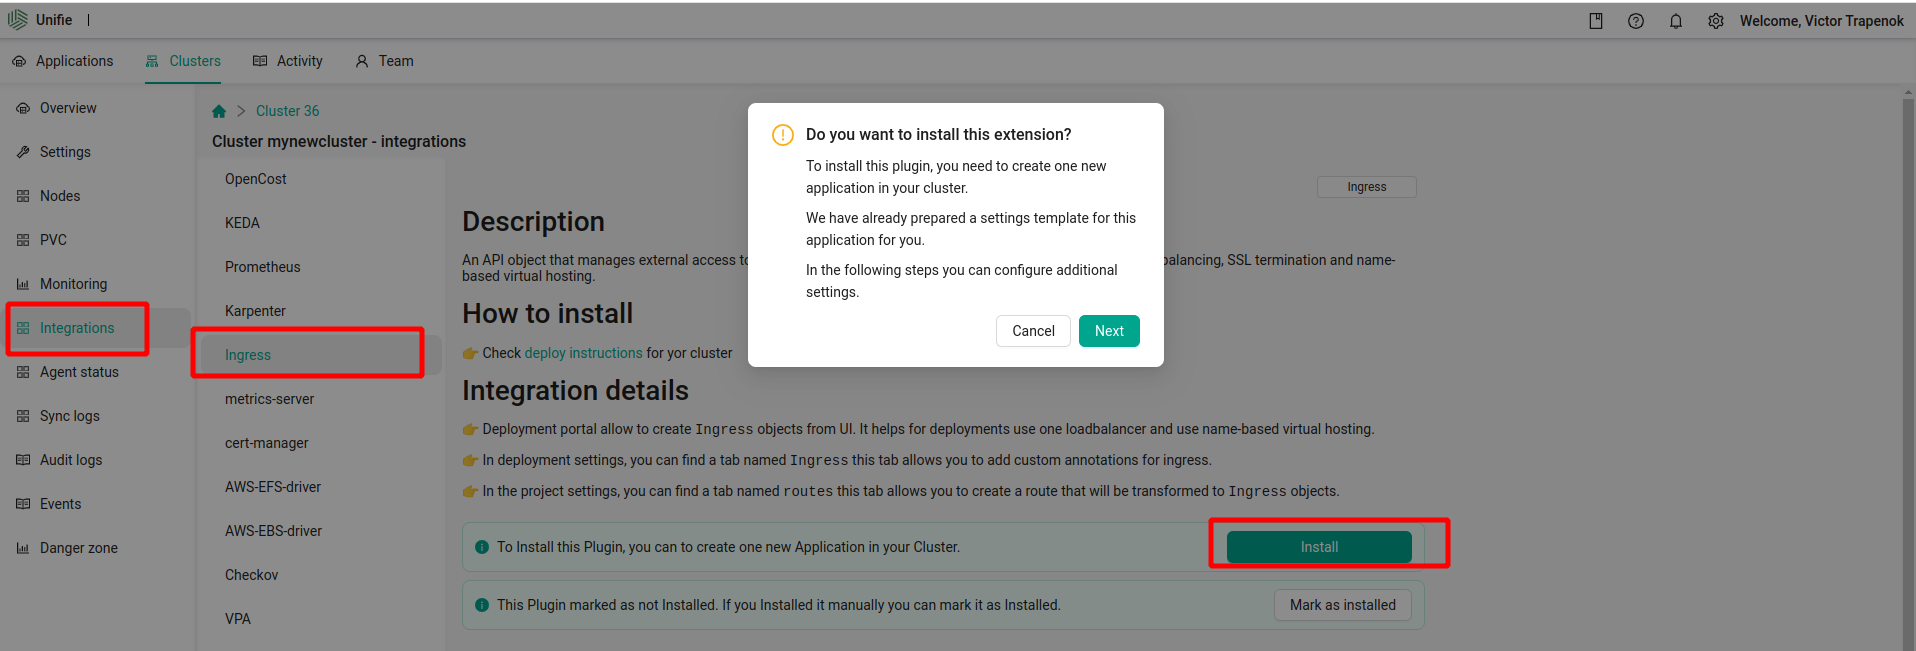 Unifie
Welcome, Victor Trapenok
Applications
Clusters
Activity
Team
Overview
Settings
Nodes
PVC
Monitoring
Integrations
Agent status
Sync logs
Audit logs
Events
Danger zone
Cluster 36
Cluster mynewcluster - integrations
OpenCost
KEDA
Prometheus
Karpenter
Ingress
metrics-server
cert-manager
AWS-EFS-driver
AWS-EBS-driver
Checkov
VPA
Ingress
Description
An API object that manages external access to balancing, SSL termination and name-
based virtual hosting.
How to install
👉 Check deploy instructions for yor cluster
Integration details
👉 Deployment portal allow to create Ingress objects from UI. It helps for deployments use one loadbalancer and use name-based virtual hosting.
👉 In deployment settings, you can find a tab named Ingress this tab allows you to add custom annotations for ingress.
👉 In the project settings, you can find a tab named routes this tab allows you to create a route that will be transformed to Ingress objects.
To Install this Plugin, you can to create one new Application in your Cluster.
Install
This Plugin marked as not Installed. If you Installed it manually you can mark it as Installed.
Mark as installed
Do you want to install this extension?
To install this plugin, you need to create one new
application in your cluster.
We have already prepared a settings template for this
application for you.
In the following steps you can configure additional
settings.
Cancel
Next